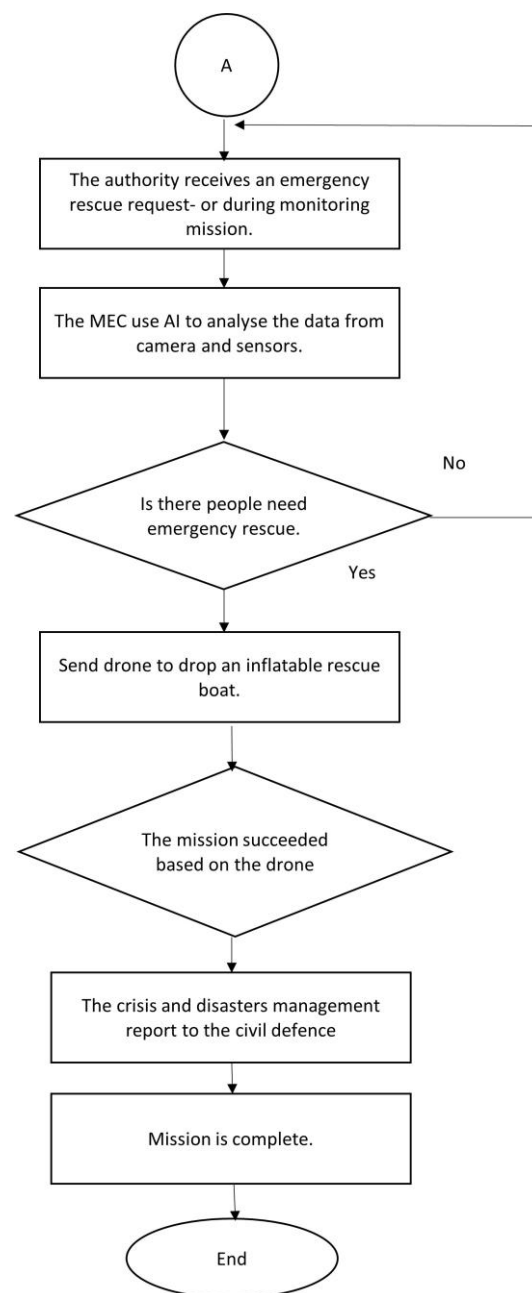 A
The authority receives an emergency
rescue request- or during monitoring
mission.
The MEC use AI to analyse the data from
camera and sensors.
No
Is there people need
emergency rescue.
Yes
Send drone to drop an inflatable rescue
boat.
The mission succeeded
based on the drone
The crisis and disasters management
report to the civil defence
Mission is complete.
End